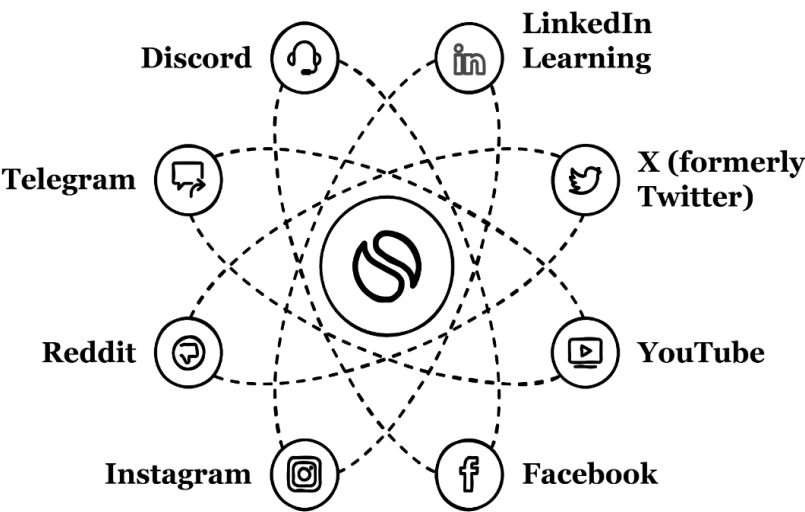 Discord
LinkedIn
Learning
Telegram
X (formerly
Twitter)
Reddit
YouTube
Instagram
Facebook